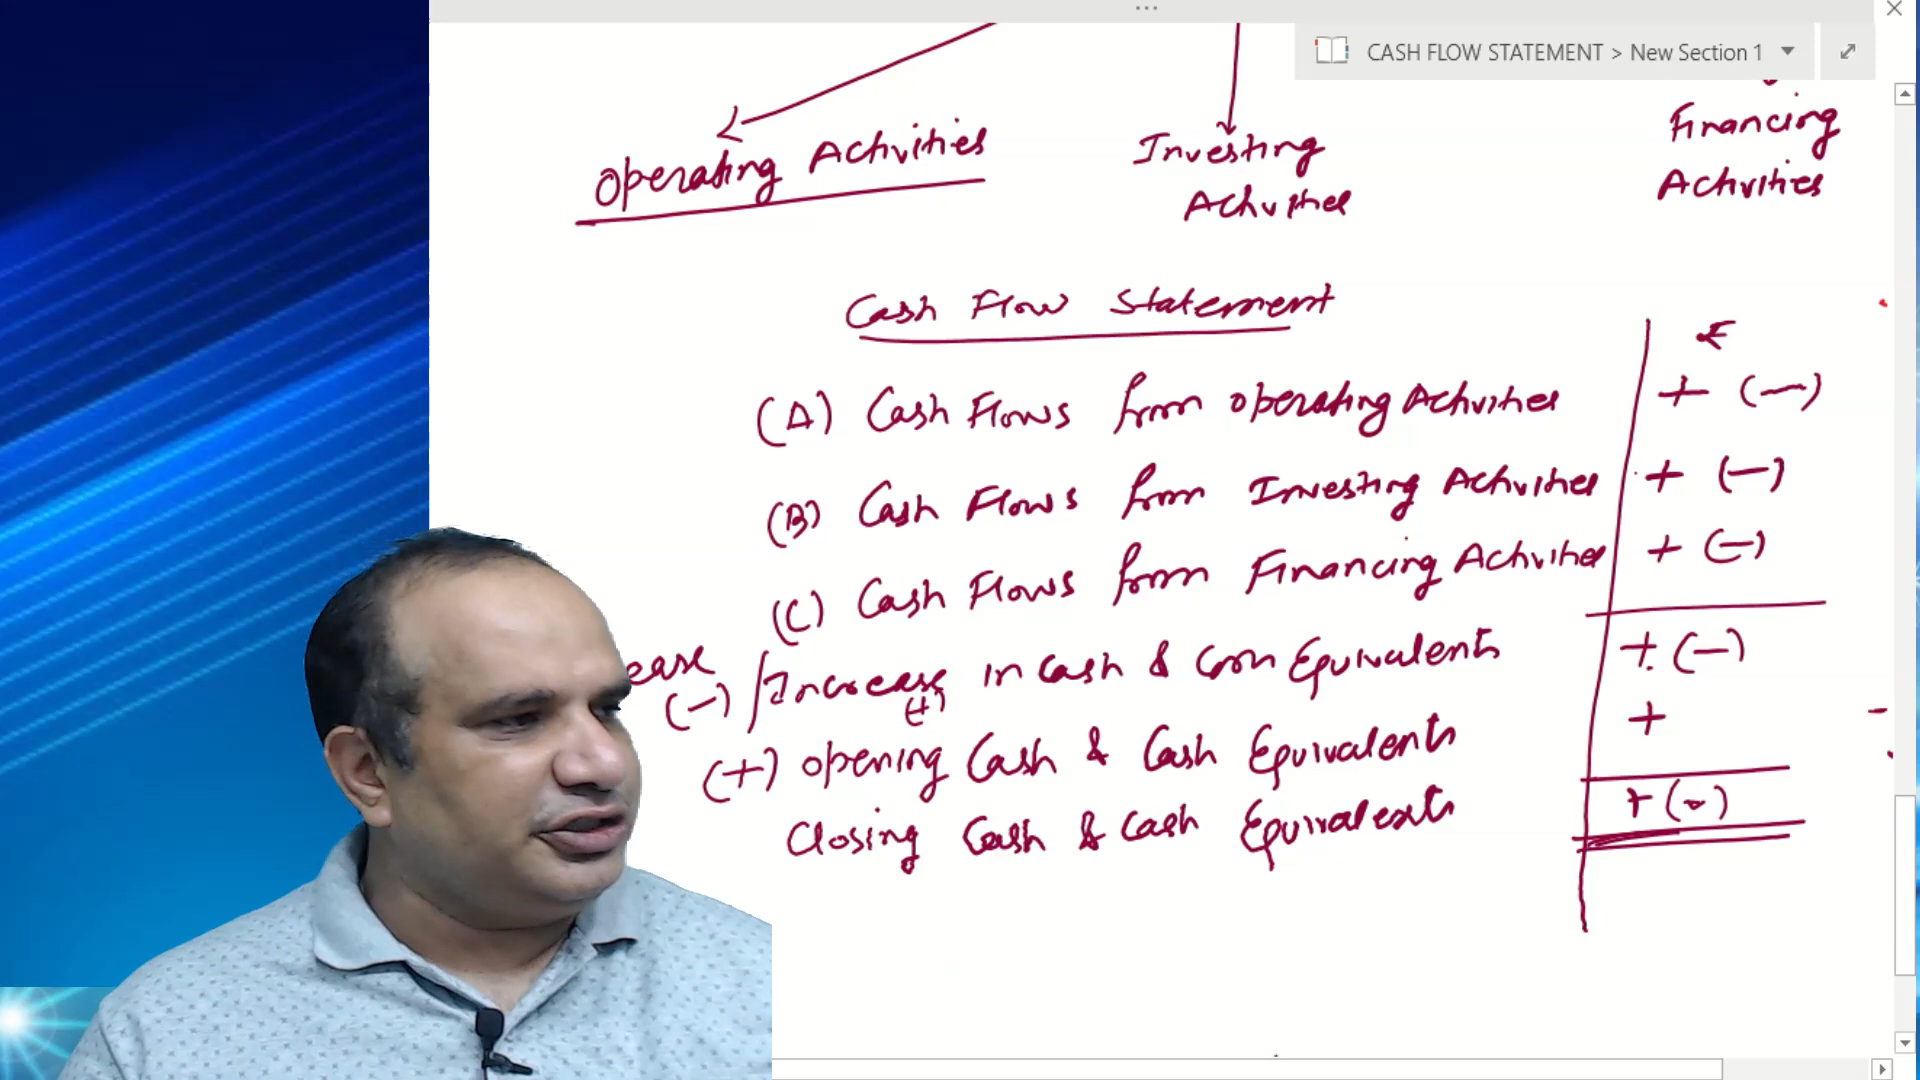 CASH FLOW STATEMENT > New Section 1
Operating Activities
Investing
Activities
Financing
Activities
Cash Flow Statement
₹
(A) Cash Flows from Operating Activities + (-)
(B) Cash Flows from Investing Activities + (-)
(C) Cash Flows from Financing Activities + (-)
ease (-) / Increase (+) in Cash & Cash Equivalents + (-)
(+) Opening Cash & Cash Equivalents +
Closing Cash & Cash Equivalents + (-)